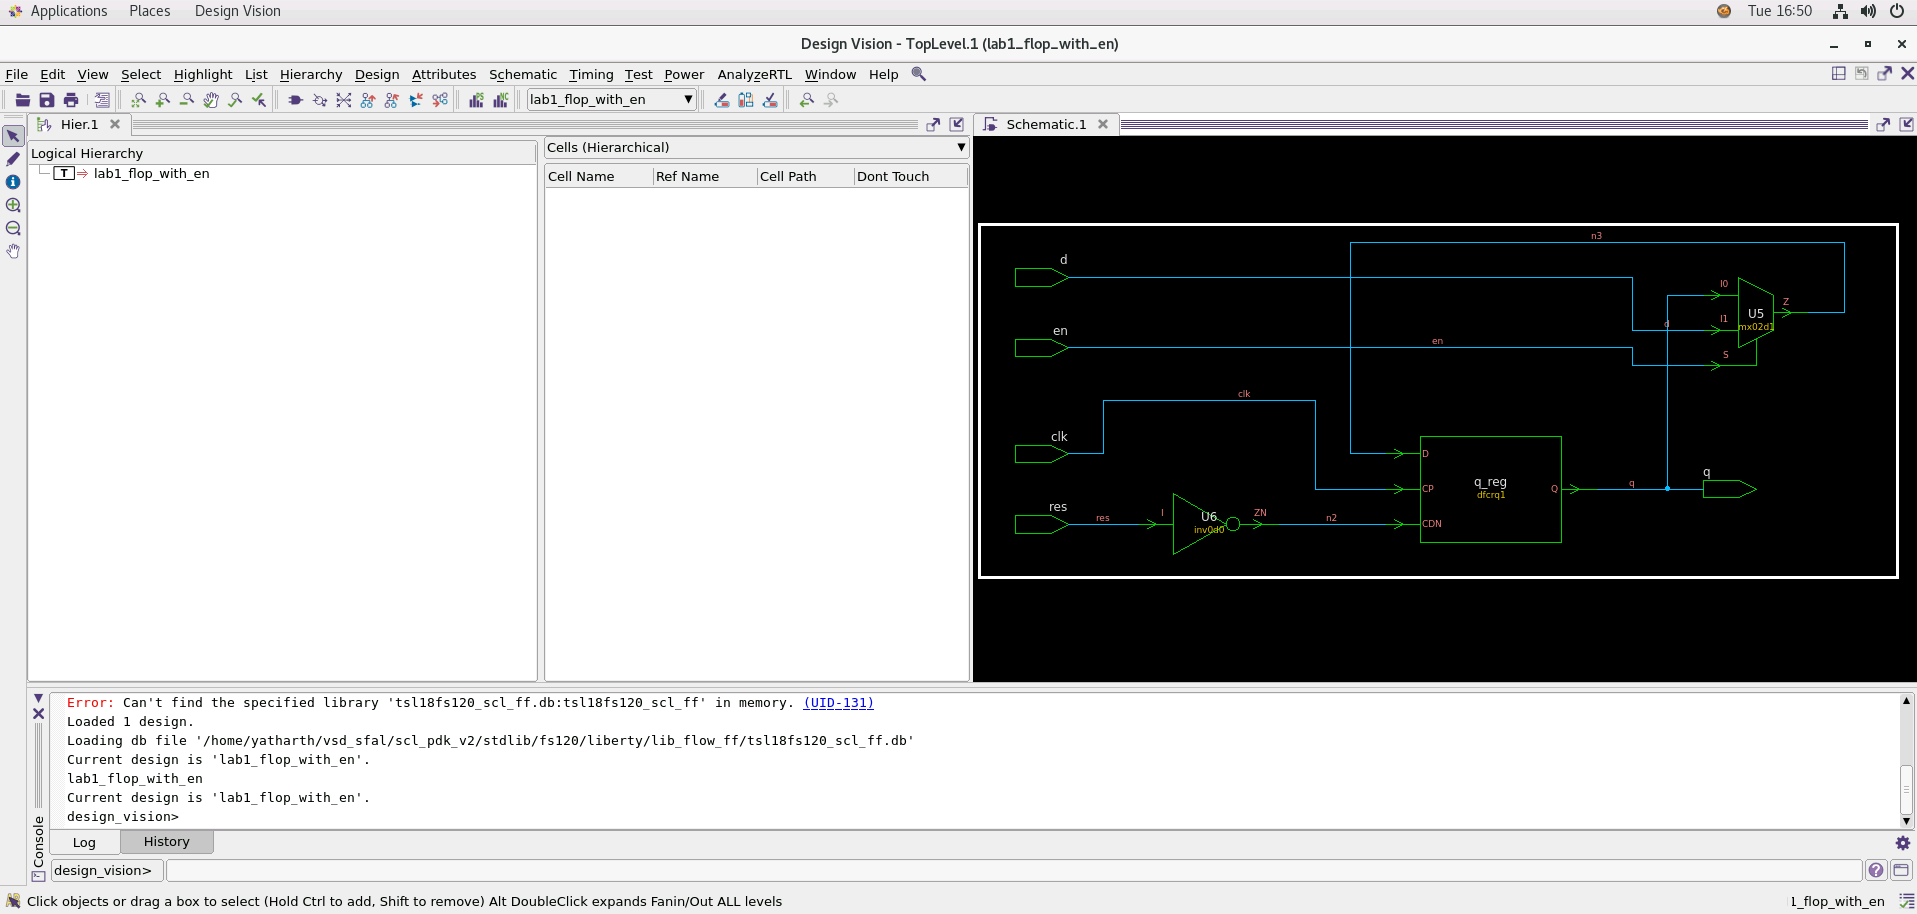 Applications Places Design Vision Tue 16:50
Design Vision - TopLevel.1 (lab1_flop_with_en)
File Edit View Select Highlight List Hierarchy Design Attributes Schematic Timing Test Power AnalyzeRTL Window Help
lab1_flop_with_en
Hier.1
Schematic.1
Logical Hierarchy
T lab1_flop_with_en
Cells (Hierarchical)
Cell Name Ref Name Cell Path Dont Touch
n3
d
I0
Z
U5
I1
d
mx02d1
en
en
S
clk
clk
D
q
q_reg
q
CP
dfcrq1
Q
res
res
I
U6
inv0d0
ZN
n2
CDN
Error: Can't find the specified library 'tsl18fs120_scl_ff.db:tsl18fs120_scl_ff' in memory. (UID-131)
Loaded 1 design.
Loading db file '/home/yatharth/vsd_sfal/scl_pdk_v2/stdlib/fs120/liberty/lib_flow_ff/tsl18fs120_scl_ff.db'
Current design is 'lab1_flop_with_en'.
lab1_flop_with_en
Current design is 'lab1_flop_with_en'.
design_vision>
Console
Log History
design_vision>
Click objects or drag a box to select (Hold Ctrl to add, Shift to remove) Alt DoubleClick expands Fanin/Out ALL levels
1_flop_with_en